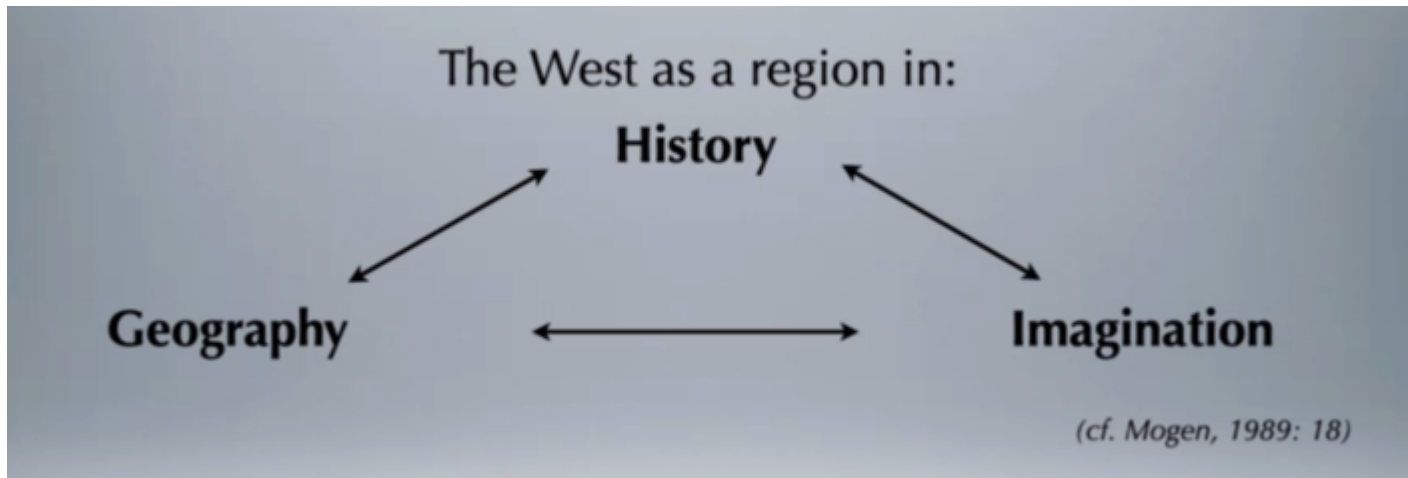 The West as a region in:
History
Geography
Imagination
(cf. Mogen, 1989: 18)